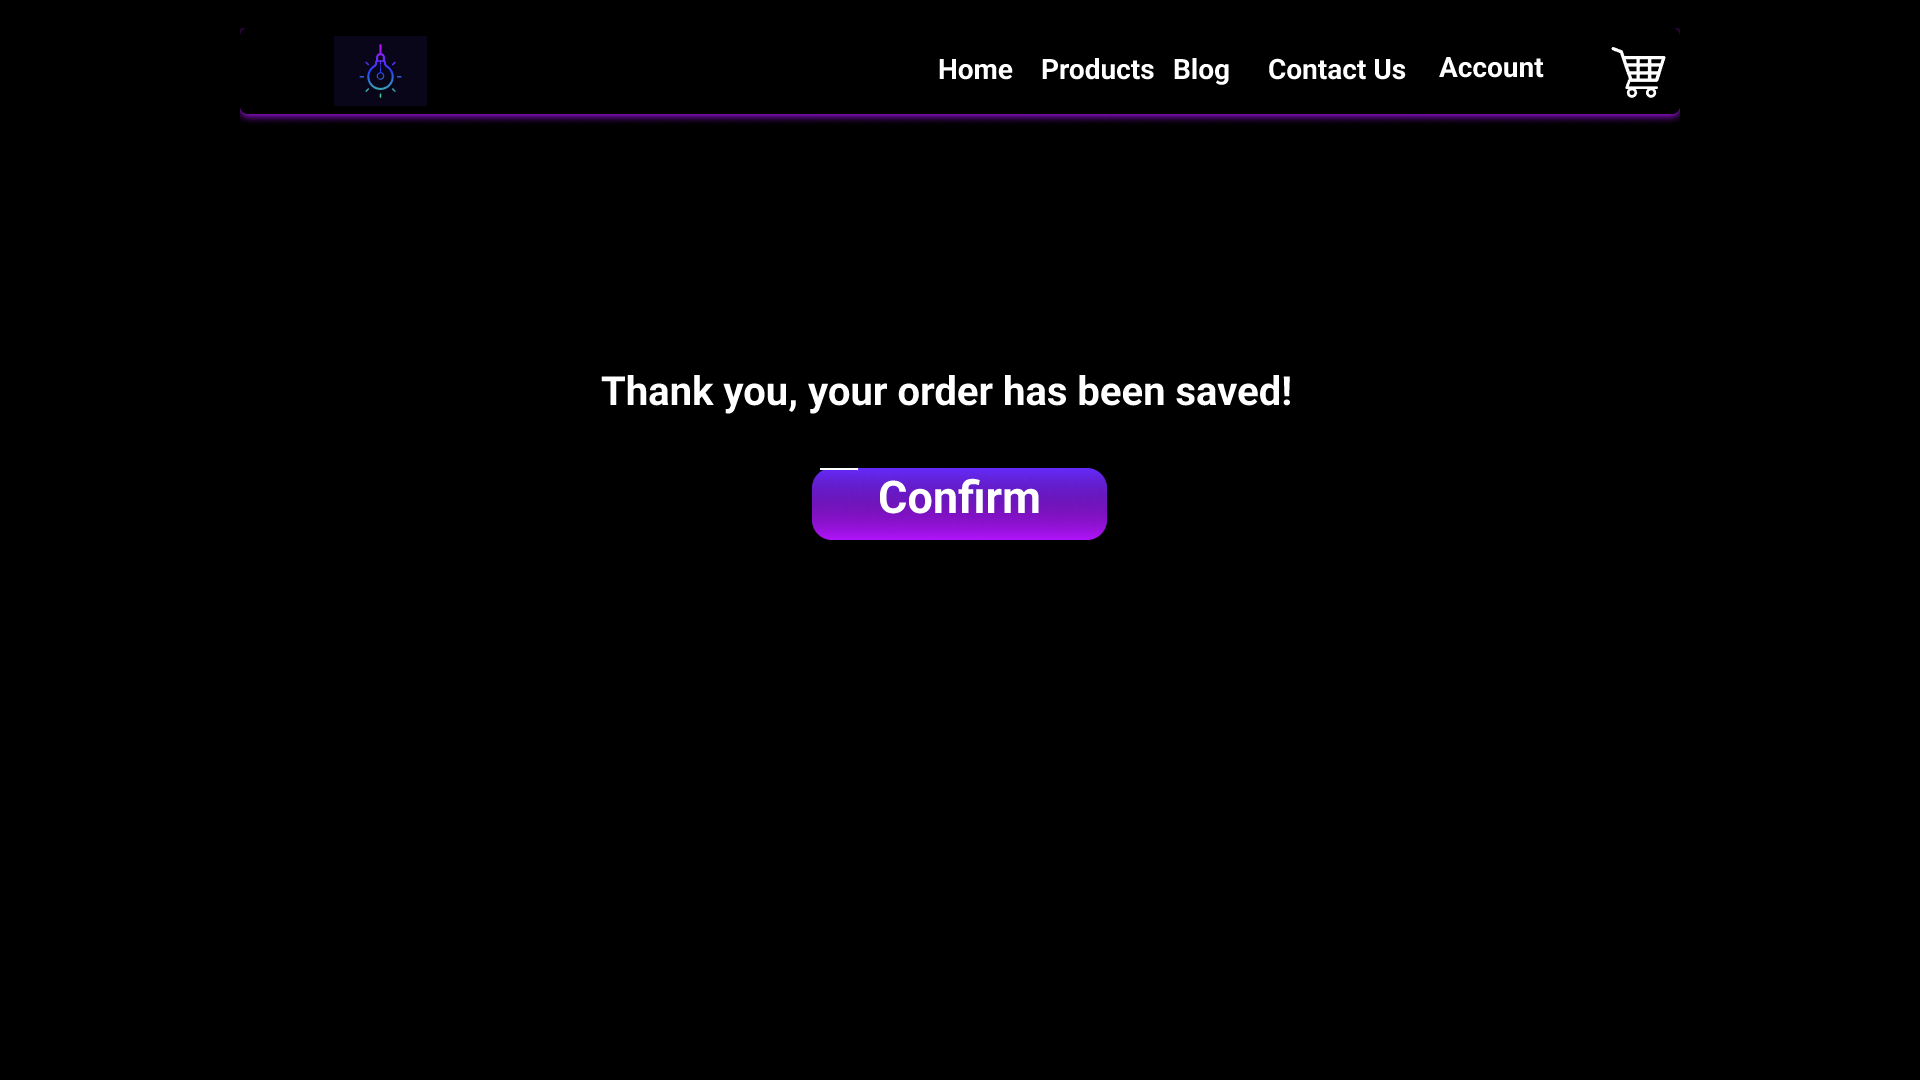 Home Products Blog Contact Us Account
Thank you, your order has been saved!
Confirm